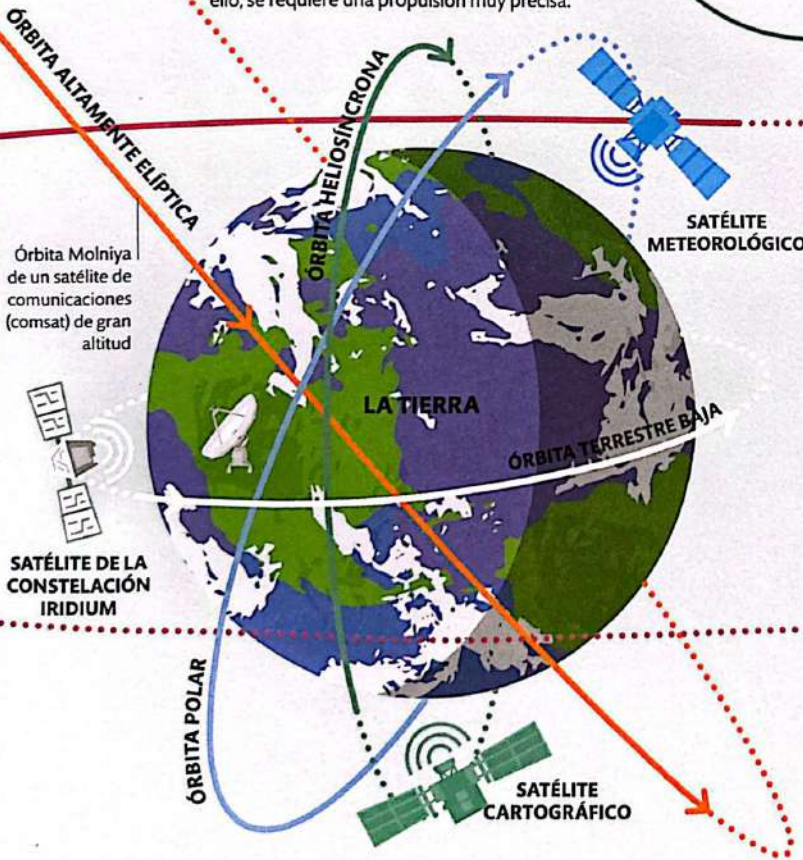 ello, se requiere una propulsión muy precisa.
ÓRBITA ALTAMENTE ELÍPTICA
ÓRBITA HELIOSÍNCRONA
SATÉLITE
METEOROLÓGICO
Órbita Molniya
de un satélite de
comunicaciones
(comsat) de gran
altitud
LA TIERRA
ÓRBITA TERRESTRE BAJA
SATÉLITE DE LA
CONSTELACIÓN
IRIDIUM
ÓRBITA POLAR
SATÉLITE
CARTOGRÁFICO